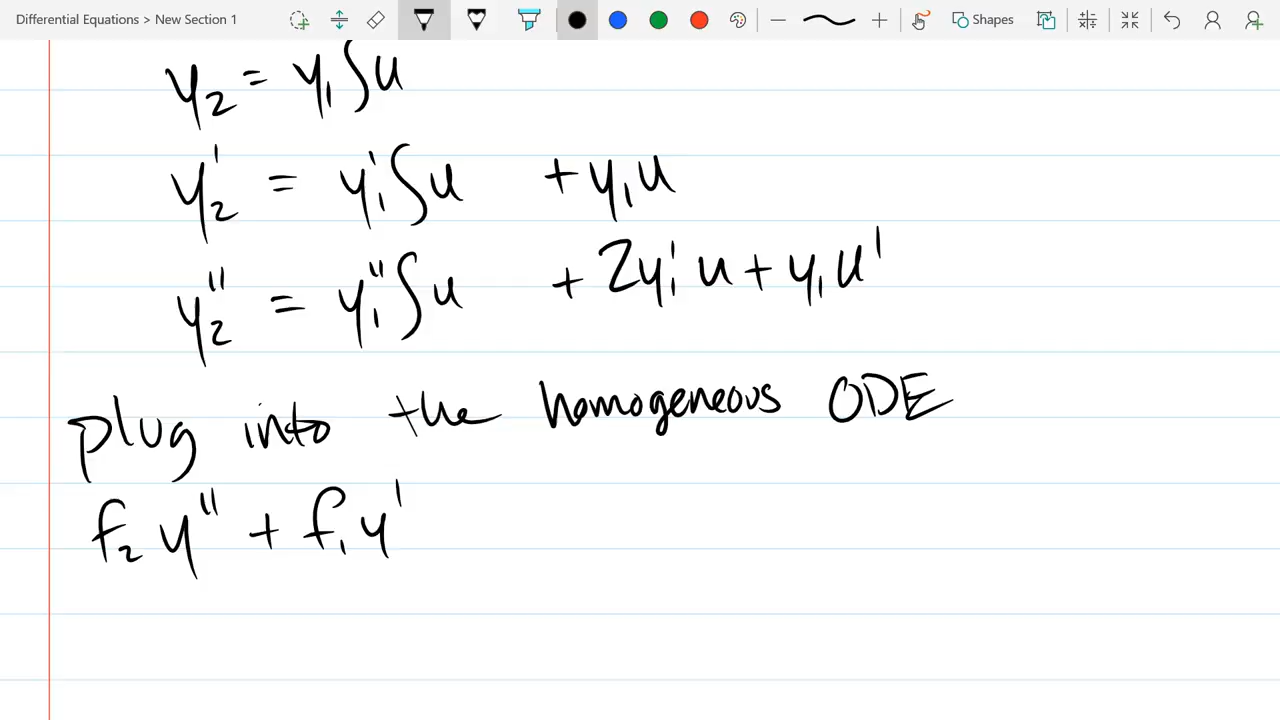 Differential Equations > New Section 1
Shapes
y₂ = y₁∫u
y₂' = y₁'∫u + y₁u
y₂'' = y₁''∫u + 2y₁'u + y₁u'
plug into the homogeneous ODE
f₂y'' + f₁y'